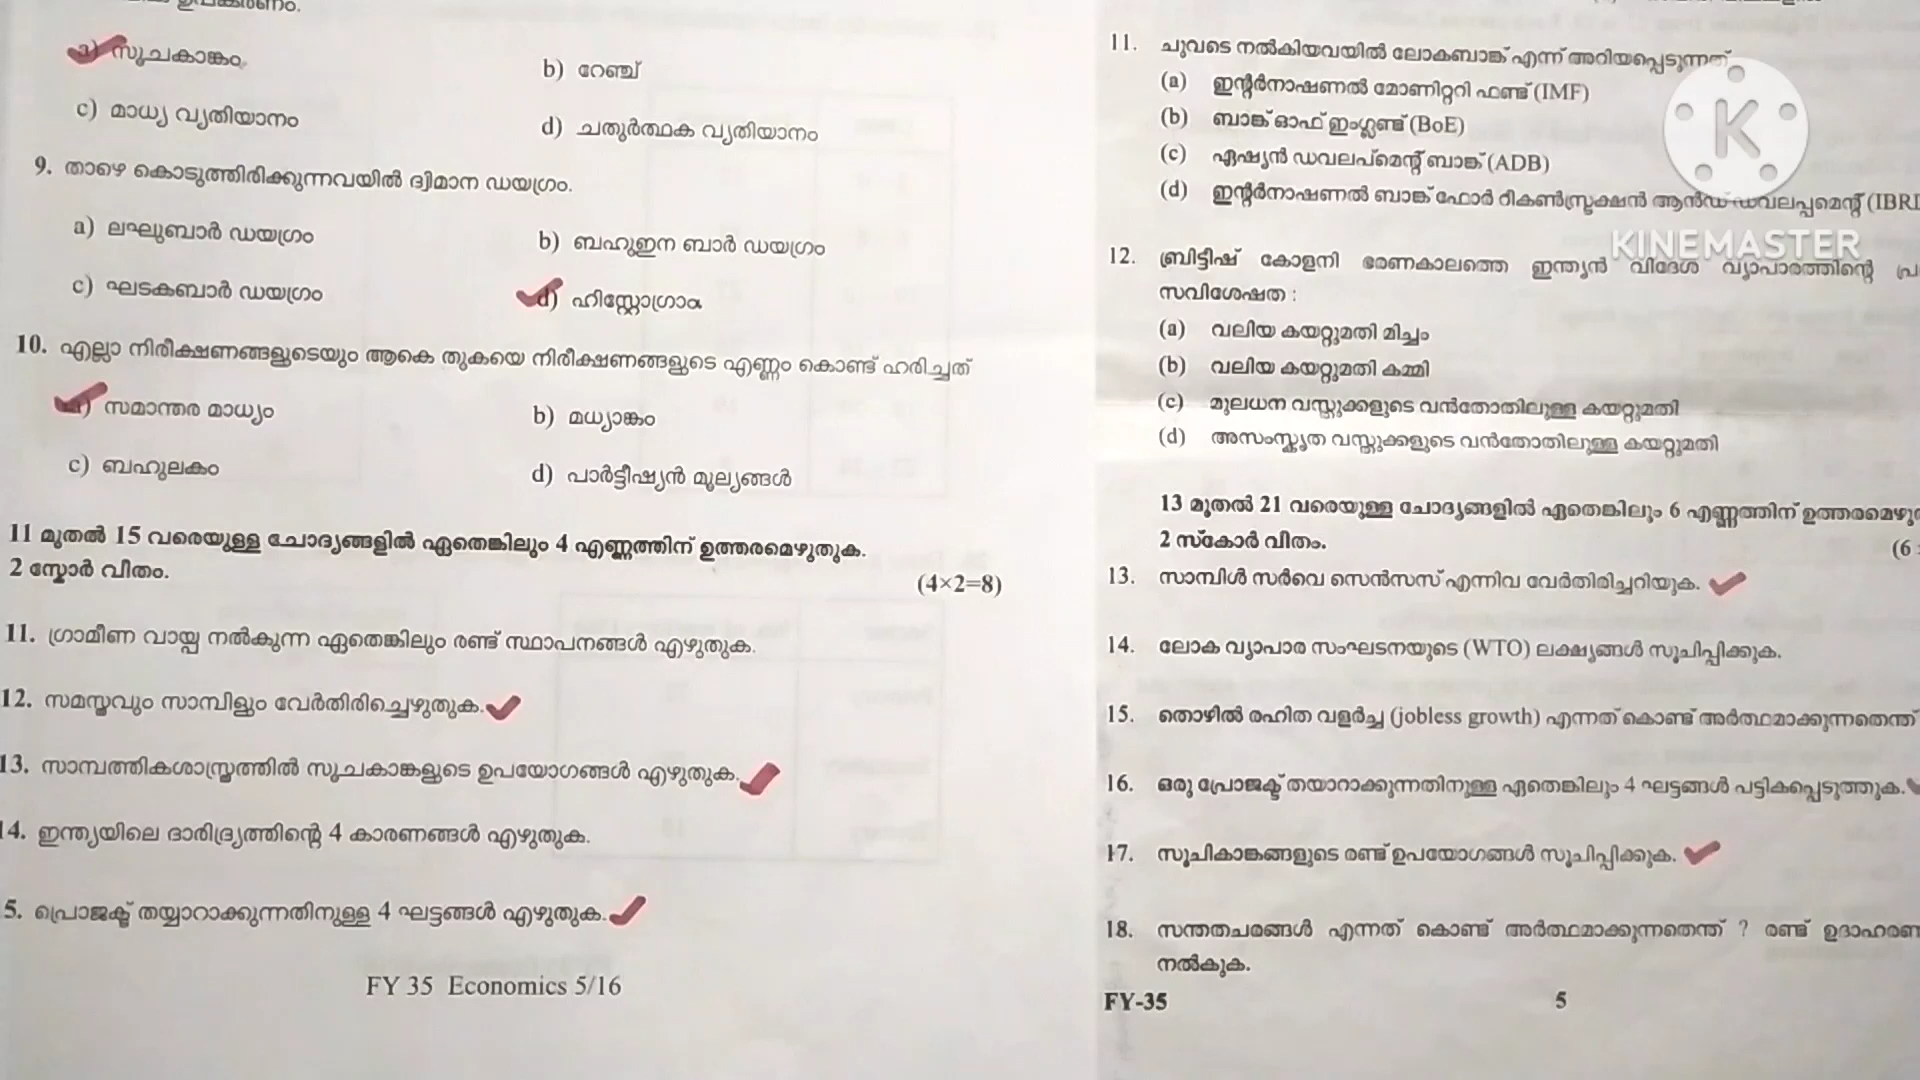 ഉപകരണം.
a) സൂചകാങ്കം
b) റേഞ്ച്
c) മാധ്യ വ്യതിയാനം
d) ചതുർത്ഥക വ്യതിയാനം
9. താഴെ കൊടുത്തിരിക്കുന്നവയിൽ ദ്വിമാന ഡയഗ്രം.
a) ലഘുബാർ ഡയഗ്രം
b) ബഹുഇന ബാർ ഡയഗ്രം
c) ഘടകബാർ ഡയഗ്രം
d) ഹിസ്റ്റോഗ്രാം
10. എല്ലാ നിരീക്ഷണങ്ങളുടെയും ആകെ തുകയെ നിരീക്ഷണങ്ങളുടെ എണ്ണം കൊണ്ട് ഹരിച്ചത്
a) സമാന്തര മാധ്യം
b) മധ്യാങ്കം
c) ബഹുലകം
d) പാർട്ടീഷ്യൻ മൂല്യങ്ങൾ
11 മുതൽ 15 വരെയുള്ള ചോദ്യങ്ങളിൽ ഏതെങ്കിലും 4 എണ്ണത്തിന് ഉത്തരമെഴുതുക.
2 സ്കോർ വീതം.
(4×2=8)
11. ഗ്രാമീണ വായ്പ നൽകുന്ന ഏതെങ്കിലും രണ്ട് സ്ഥാപനങ്ങൾ എഴുതുക.
12. സമസ്തവും സാമ്പിളും വേർതിരിച്ചെഴുതുക.
13. സാമ്പത്തികശാസ്ത്രത്തിൽ സൂചകാങ്കളുടെ ഉപയോഗങ്ങൾ എഴുതുക.
14. ഇന്ത്യയിലെ ദാരിദ്ര്യത്തിന്റെ 4 കാരണങ്ങൾ എഴുതുക.
5. പ്രൊജക്ട് തയ്യാറാക്കുന്നതിനുള്ള 4 ഘട്ടങ്ങൾ എഴുതുക.
FY 35 Economics 5/16
11. ചുവടെ നൽകിയവയിൽ ലോകബാങ്ക് എന്ന് അറിയപ്പെടുന്നത്
(a) ഇന്റർനാഷണൽ മോണിറ്ററി ഫണ്ട് (IMF)
(b) ബാങ്ക് ഓഫ് ഇംഗ്ലണ്ട് (BoE)
(c) ഏഷ്യൻ ഡവലപ്മെന്റ് ബാങ്ക് (ADB)
(d) ഇന്റർനാഷണൽ ബാങ്ക് ഫോർ റീകൺസ്ട്രക്ഷൻ ആൻഡ് ഡവലപ്പമെന്റ് (IBRD
K
KINEMASTER
12. ബ്രിട്ടീഷ് കോളനി ഭരണകാലത്തെ ഇന്ത്യൻ വിദേശ വ്യാപാരത്തിന്റെ പ്ര
സവിശേഷത :
(a) വലിയ കയറ്റുമതി മിച്ചം
(b) വലിയ കയറ്റുമതി കമ്മി
(c) മൂലധന വസ്തുക്കളുടെ വൻതോതിലുള്ള കയറ്റുമതി
(d) അസംസ്കൃത വസ്തുക്കളുടെ വൻതോതിലുള്ള കയറ്റുമതി
13 മുതൽ 21 വരെയുള്ള ചോദ്യങ്ങളിൽ ഏതെങ്കിലും 6 എണ്ണത്തിന് ഉത്തരമെഴു
2 സ്കോർ വീതം.
(6
13. സാമ്പിൾ സർവെ സെൻസസ് എന്നിവ വേർതിരിച്ചറിയുക.
14. ലോക വ്യാപാര സംഘടനയുടെ (WTO) ലക്ഷ്യങ്ങൾ സൂചിപ്പിക്കുക.
15. തൊഴിൽ രഹിത വളർച്ച (jobless growth) എന്നത് കൊണ്ട് അർത്ഥമാക്കുന്നതെന്ത്
16. ഒരു പ്രോജക്ട് തയാറാക്കുന്നതിനുള്ള ഏതെങ്കിലും 4 ഘട്ടങ്ങൾ പട്ടികപ്പെടുത്തുക.
17. സൂചികാങ്കങ്ങളുടെ രണ്ട് ഉപയോഗങ്ങൾ സൂചിപ്പിക്കുക.
18. സന്തതചരങ്ങൾ എന്നത് കൊണ്ട് അർത്ഥമാക്കുന്നതെന്ത് ? രണ്ട് ഉദാഹരണ
നൽകുക.
FY-35
5